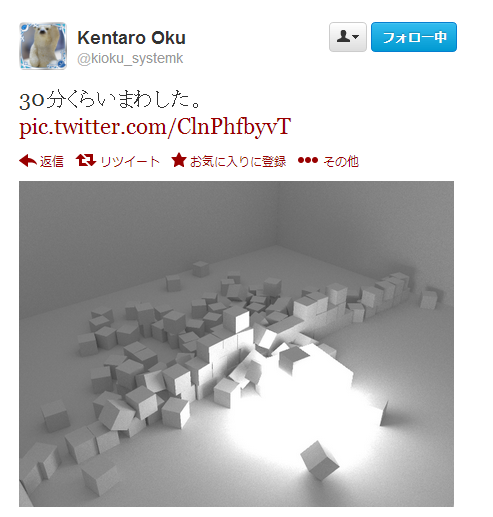 Kentaro Oku
@kioku_systemk
フォロー中
30分くらいまわした。
pic.twitter.com/ClnPhfbyvT
返信 リツイート お気に入りに登録 その他